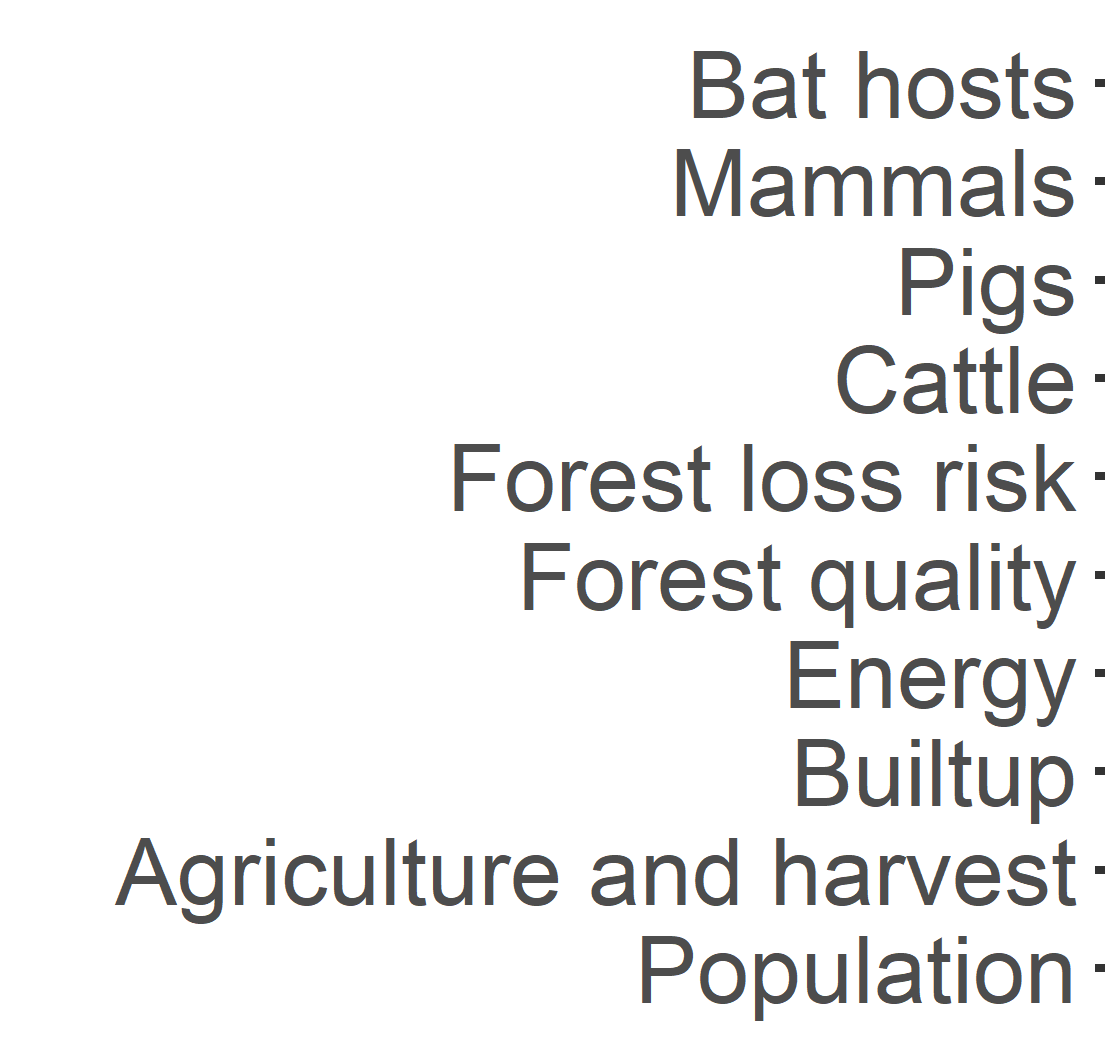 Bat hosts
Mammals
Pigs
Cattle
Forest loss risk
Forest quality
Energy
Builtup
Agriculture and harvest
Population